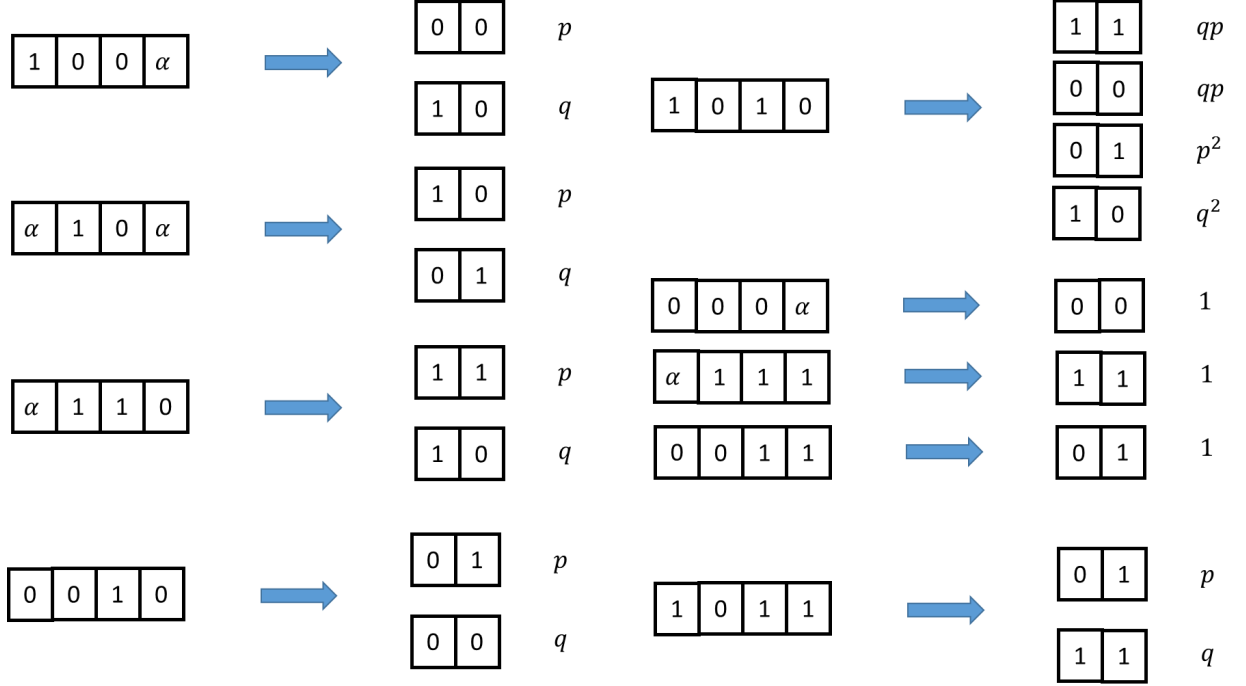 1 0 0 α
0 0 p
1 0 q
α 1 0 α
1 0 p
0 1 q
α 1 1 0
1 1 p
1 0 q
0 0 1 0
0 1 p
0 0 q
1 0 1 0
1 1 qp
0 0 qp
0 1 p²
1 0 q²
0 0 0 α
0 0 1
α 1 1 1
1 1 1
0 0 1 1
0 1 1
1 0 1 1
0 1 p
1 1 q